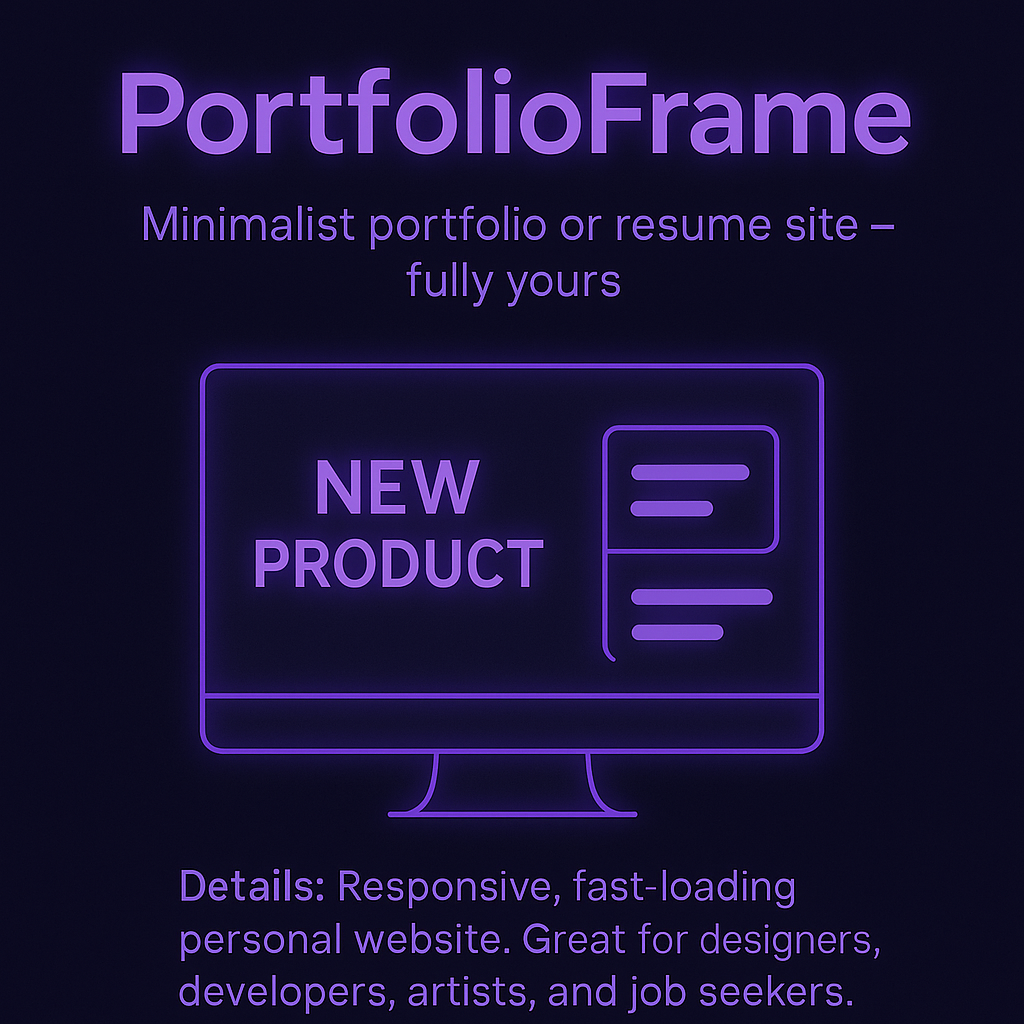 PortfolioFrame
Minimalist portfolio or resume site –
fully yours
NEW
PRODUCT
Details: Responsive, fast-loading
personal website. Great for designers,
developers, artists, and job seekers.